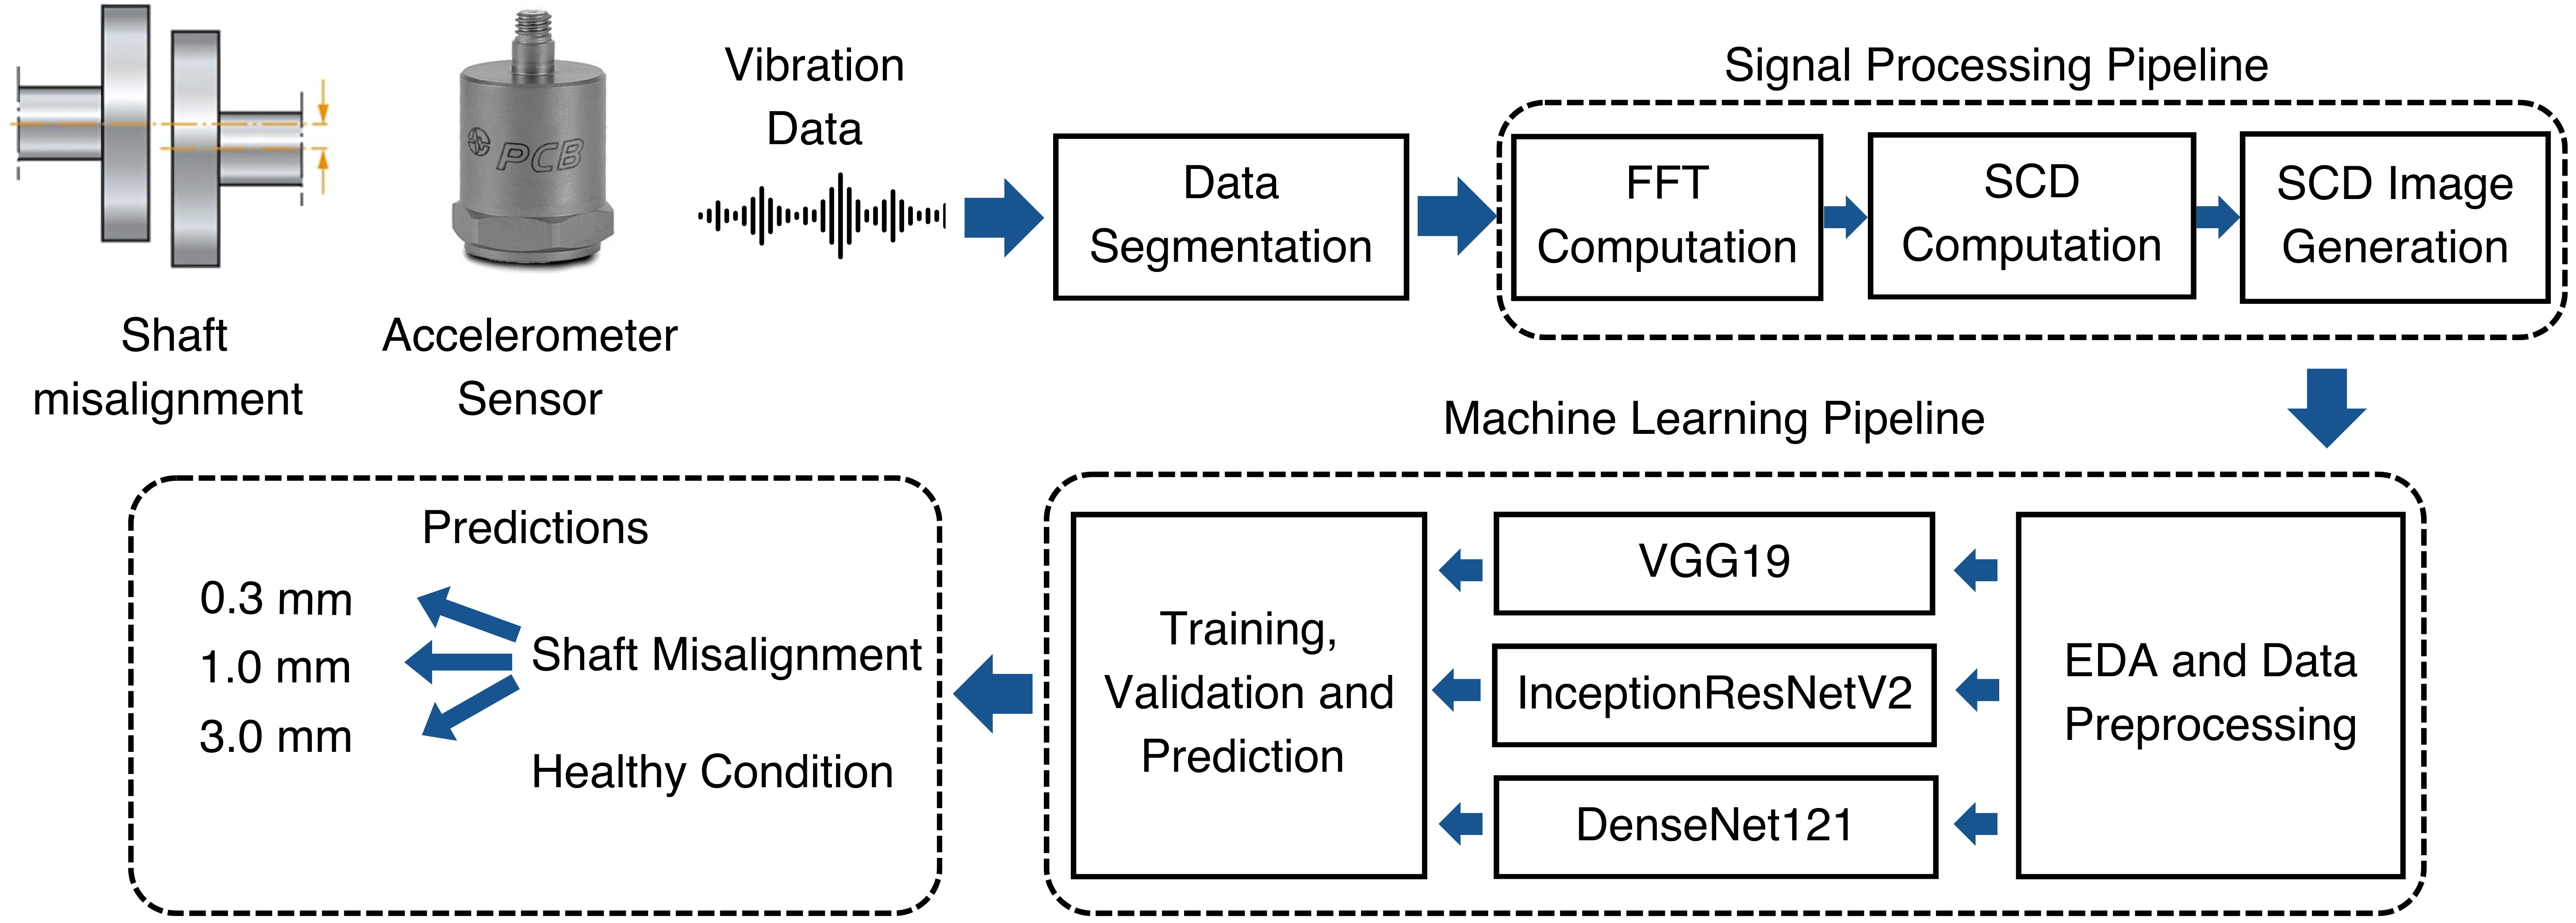 Vibration
Data
PCB
Shaft
misalignment
Accelerometer
Sensor
Data
Segmentation
Signal Processing Pipeline
FFT
Computation
SCD
Computation
SCD Image
Generation
Machine Learning Pipeline
EDA and Data
Preprocessing
VGG19
InceptionResNetV2
DenseNet121
Training,
Validation and
Prediction
Predictions
Shaft Misalignment
0.3 mm
1.0 mm
3.0 mm
Healthy Condition